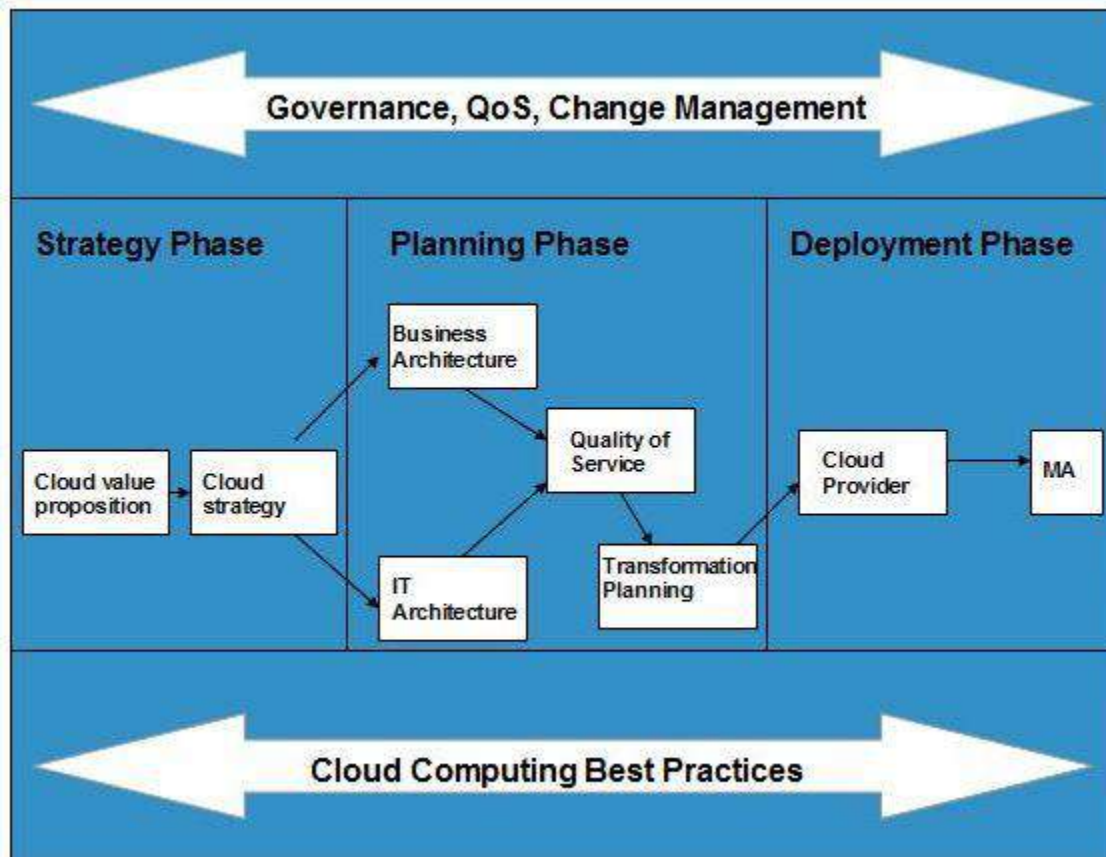 Governance, QoS, Change Management
Strategy Phase
Planning Phase
Deployment Phase
Business
Architecture
Quality of
Service
Cloud value
proposition
Cloud
strategy
Cloud
Provider
MA
IT
Architecture
Transformation
Planning
Cloud Computing Best Practices